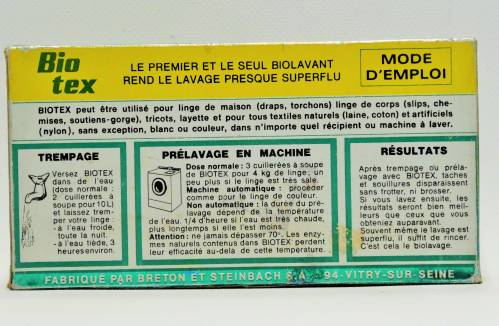 Bio
tex
LE PREMIER ET LE SEUL BIOLAVANT
REND LE LAVAGE PRESQUE SUPERFLU
MODE
D'EMPLOI
BIOTEX peut être utilisé pour linge de maison (draps, torchons) linge de corps (slips, che-
mises, soutiens-gorge), tricots, layette et pour tous textiles naturels (laine, coton) et artificiels
(nylon), sans exception, blanc ou couleur, dans n'importe quel récipient ou machine à laver.
TREMPAGE
Versez BIOTEX
dans de l'eau
(dose normale :
2 cuillerées à
soupe pour 10 L)
et laissez trem-
per votre linge
- à l'eau froide,
toute la nuit.
- à l'eau tiède, 3
heures environ.
PRÉLAVAGE EN MACHINE
Dose normale : 3 cuillerées à soupe
de BIOTEX pour 4 kg de linge ; un
peu plus si le linge est très sale.
Machine automatique : procéder
comme pour le linge de couleur.
Non automatique : la durée du pré-
lavage dépend de la température
de l'eau. 1/4 d'heure si l'eau est très chaude,
plus longtemps si elle l'est moins.
Attention : ne jamais dépasser 70°. Les enzy-
mes naturels contenus dans BIOTEX perdent
leur efficacité au-delà de cette température.
RÉSULTATS
Après trempage ou préla-
vage avec BIOTEX, taches
et souillures disparaissent
sans frotter, ni brosser.
Si vous lavez ensuite, les
résultats seront bien meil-
leurs que ceux que vous
obteniez auparavant.
Souvent même le lavage est
superflu, il suffit de rincer.
C'est cela le biolavage.
FABRIQUÉ PAR BRETON ET STEINBACH S.A. 94-VITRY-SUR-SEINE